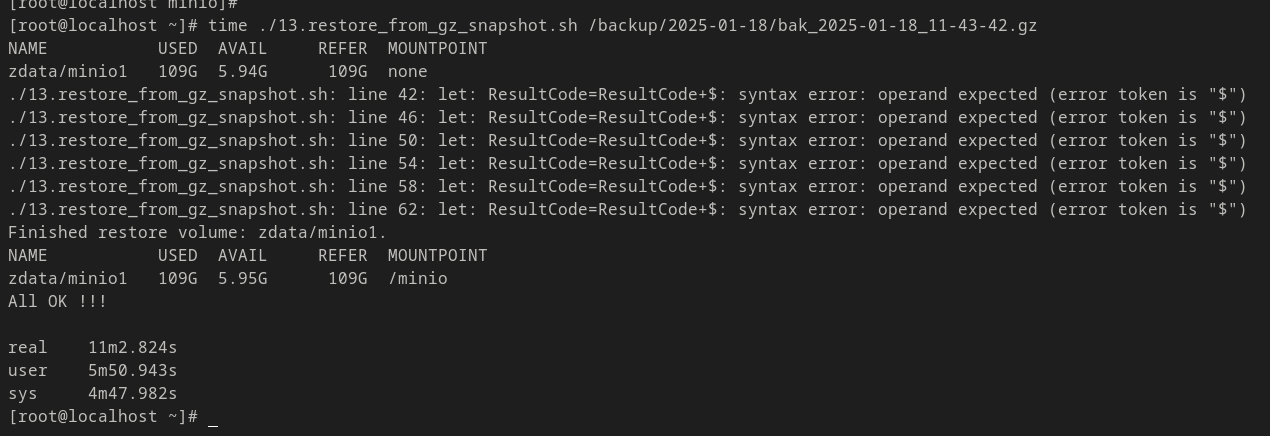 [root@localhost minio]#
[root@localhost ~]# time ./13.restore_from_gz_snapshot.sh /backup/2025-01-18/bak_2025-01-18_11-43-42.gz
NAME           USED  AVAIL     REFER  MOUNTPOINT
zdata/minio1   109G  5.94G      109G  none
./13.restore_from_gz_snapshot.sh: line 42: let: ResultCode=ResultCode+$: syntax error: operand expected (error token is "$")
./13.restore_from_gz_snapshot.sh: line 46: let: ResultCode=ResultCode+$: syntax error: operand expected (error token is "$")
./13.restore_from_gz_snapshot.sh: line 50: let: ResultCode=ResultCode+$: syntax error: operand expected (error token is "$")
./13.restore_from_gz_snapshot.sh: line 54: let: ResultCode=ResultCode+$: syntax error: operand expected (error token is "$")
./13.restore_from_gz_snapshot.sh: line 58: let: ResultCode=ResultCode+$: syntax error: operand expected (error token is "$")
./13.restore_from_gz_snapshot.sh: line 62: let: ResultCode=ResultCode+$: syntax error: operand expected (error token is "$")
Finished restore volume: zdata/minio1.
NAME           USED  AVAIL     REFER  MOUNTPOINT
zdata/minio1   109G  5.95G      109G  /minio
All OK !!!
real    11m2.824s
user    5m50.943s
sys     4m47.982s
[root@localhost ~]# _